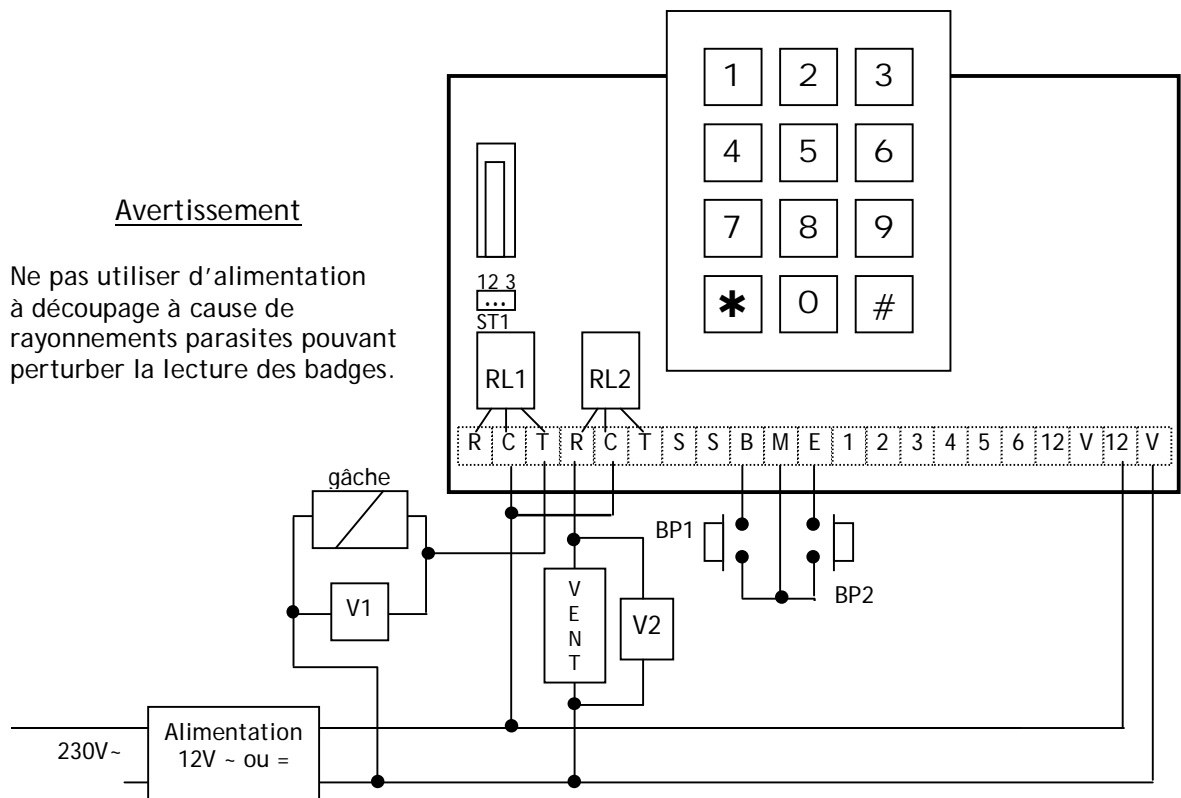 1 2 3
4 5 6
7 8 9
✱ 0 #
Avertissement
Ne pas utiliser d'alimentation
à découpage à cause de
rayonnements parasites pouvant
perturber la lecture des badges.
12 3
ST1
RL1 RL2
R C T R C T S S B M E 1 2 3 4 5 6 12 V 12 V
gâche
BP1
BP2
V1
VENT
V2
Alimentation
12V ~ ou =
230V~